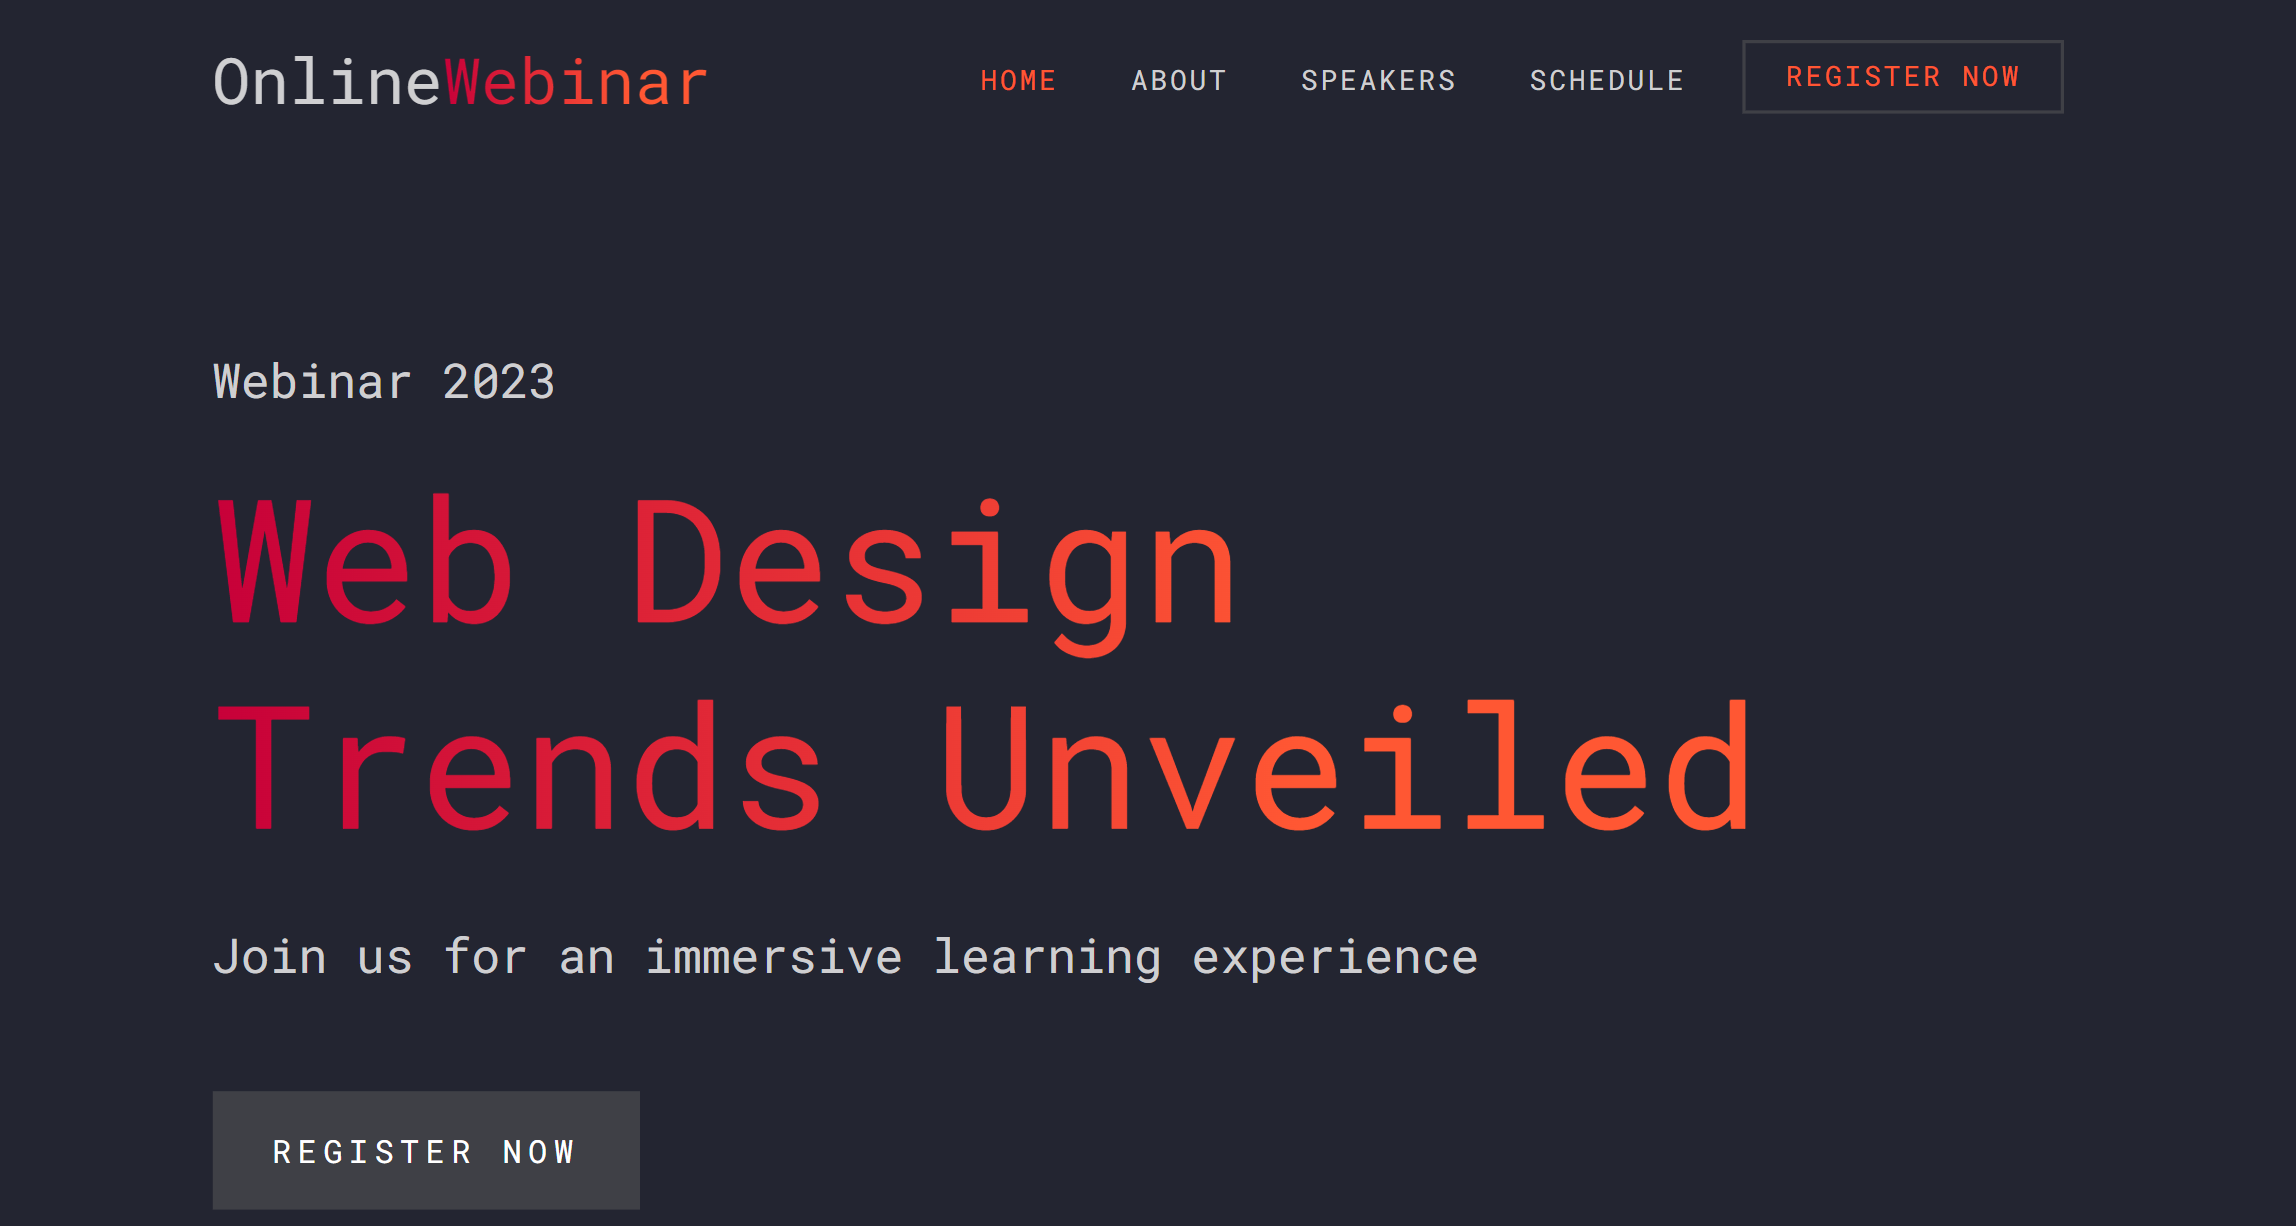 OnlineWebinar
HOME ABOUT SPEAKERS SCHEDULE REGISTER NOW
Webinar 2023
Web Design
Trends Unveiled
Join us for an immersive learning experience
REGISTER NOW